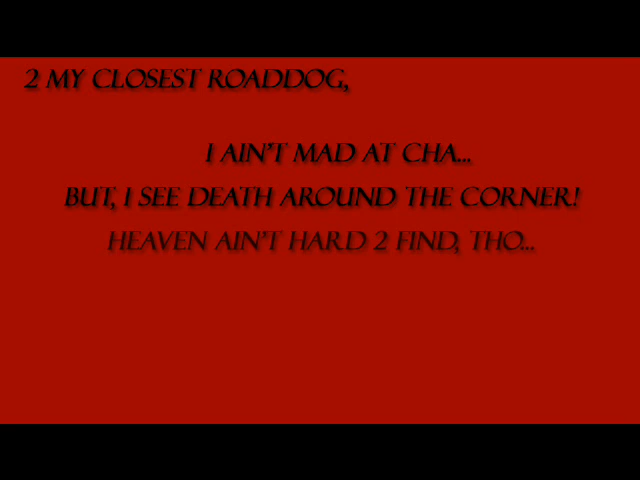 2 MY CLOSEST ROADDOG,
I AIN'T MAD AT CHA...
BUT, I SEE DEATH AROUND THE CORNER!
HEAVEN AIN'T HARD 2 FIND, THO...